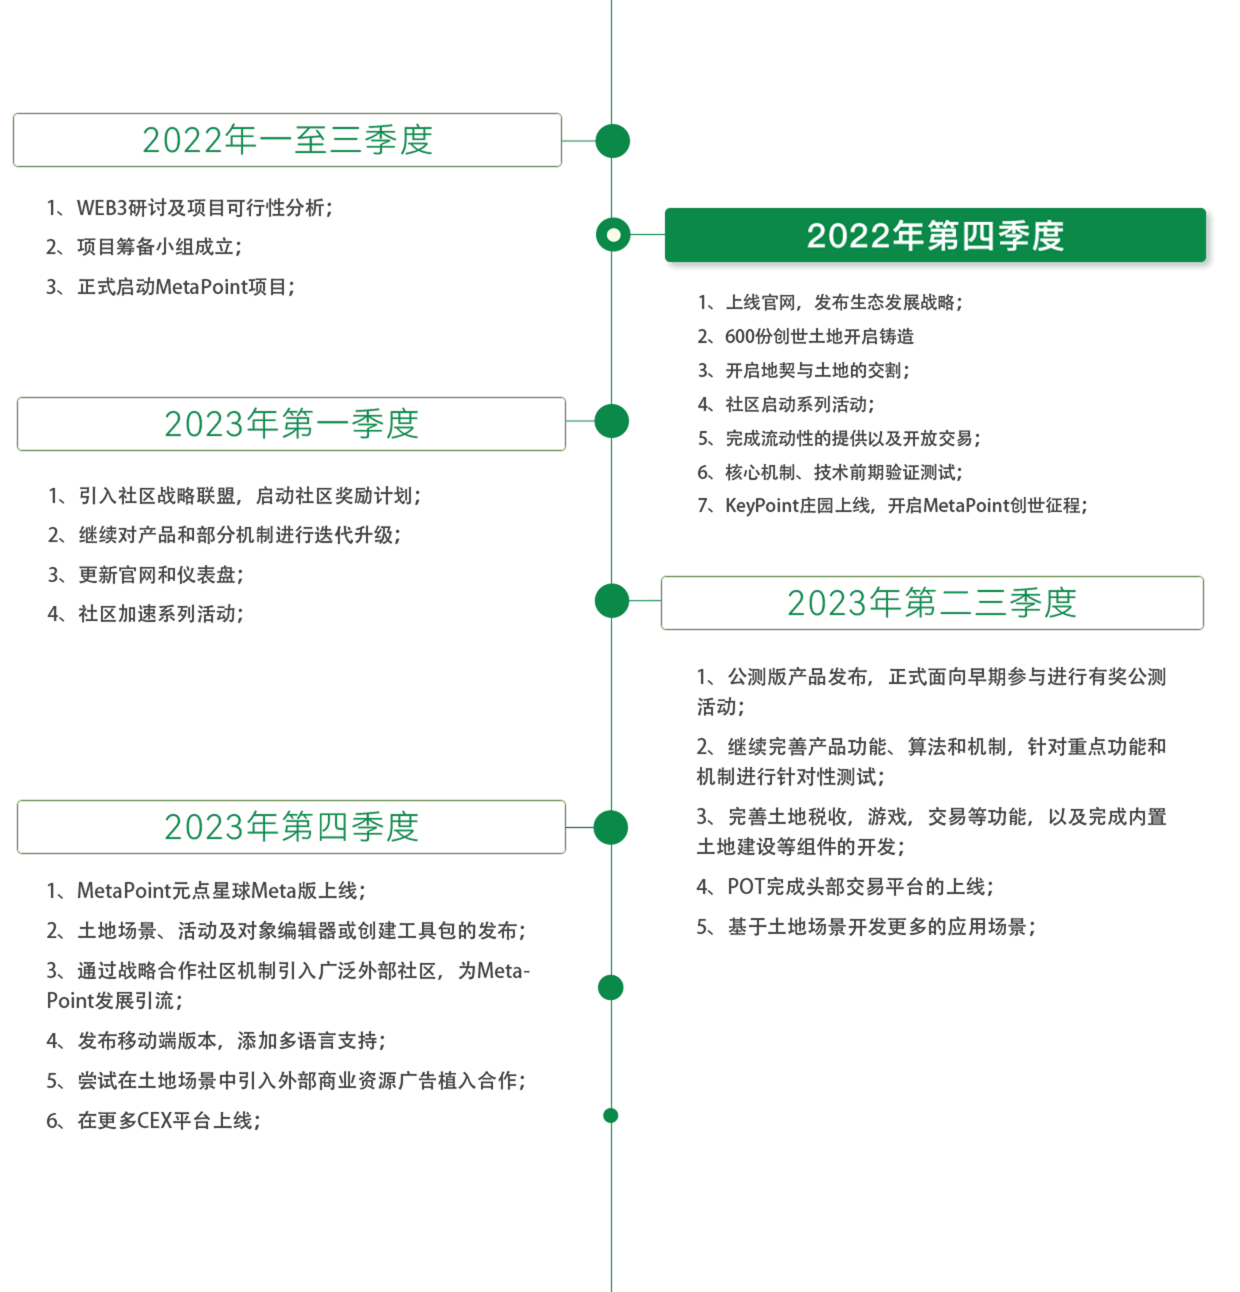 2022年一至三季度
1、WEB3研讨及项目可行性分析；
2、项目筹备小组成立；
3、正式启动MetaPoint项目；
2022年第四季度
1、上线官网，发布生态发展战略；
2、600份创世土地开启铸造
3、开启地契与土地的交割；
4、社区启动系列活动；
5、完成流动性的提供以及开放交易；
6、核心机制、技术前期验证测试；
7、KeyPoint庄园上线，开启MetaPoint创世征程；
2023年第一季度
1、引入社区战略联盟，启动社区奖励计划；
2、继续对产品和部分机制进行迭代升级；
3、更新官网和仪表盘；
4、社区加速系列活动；
2023年第二三季度
1、公测版产品发布，正式面向早期参与进行有奖公测
活动；
2、继续完善产品功能、算法和机制，针对重点功能和
机制进行针对性测试；
3、完善土地税收，游戏，交易等功能，以及完成内置
土地建设等组件的开发；
4、POT完成头部交易平台的上线；
5、基于土地场景开发更多的应用场景；
2023年第四季度
1、MetaPoint元点星球Meta版上线；
2、土地场景、活动及对象编辑器或创建工具包的发布；
3、通过战略合作社区机制引入广泛外部社区，为Meta-
Point发展引流；
4、发布移动端版本，添加多语言支持；
5、尝试在土地场景中引入外部商业资源广告植入合作；
6、在更多CEX平台上线；